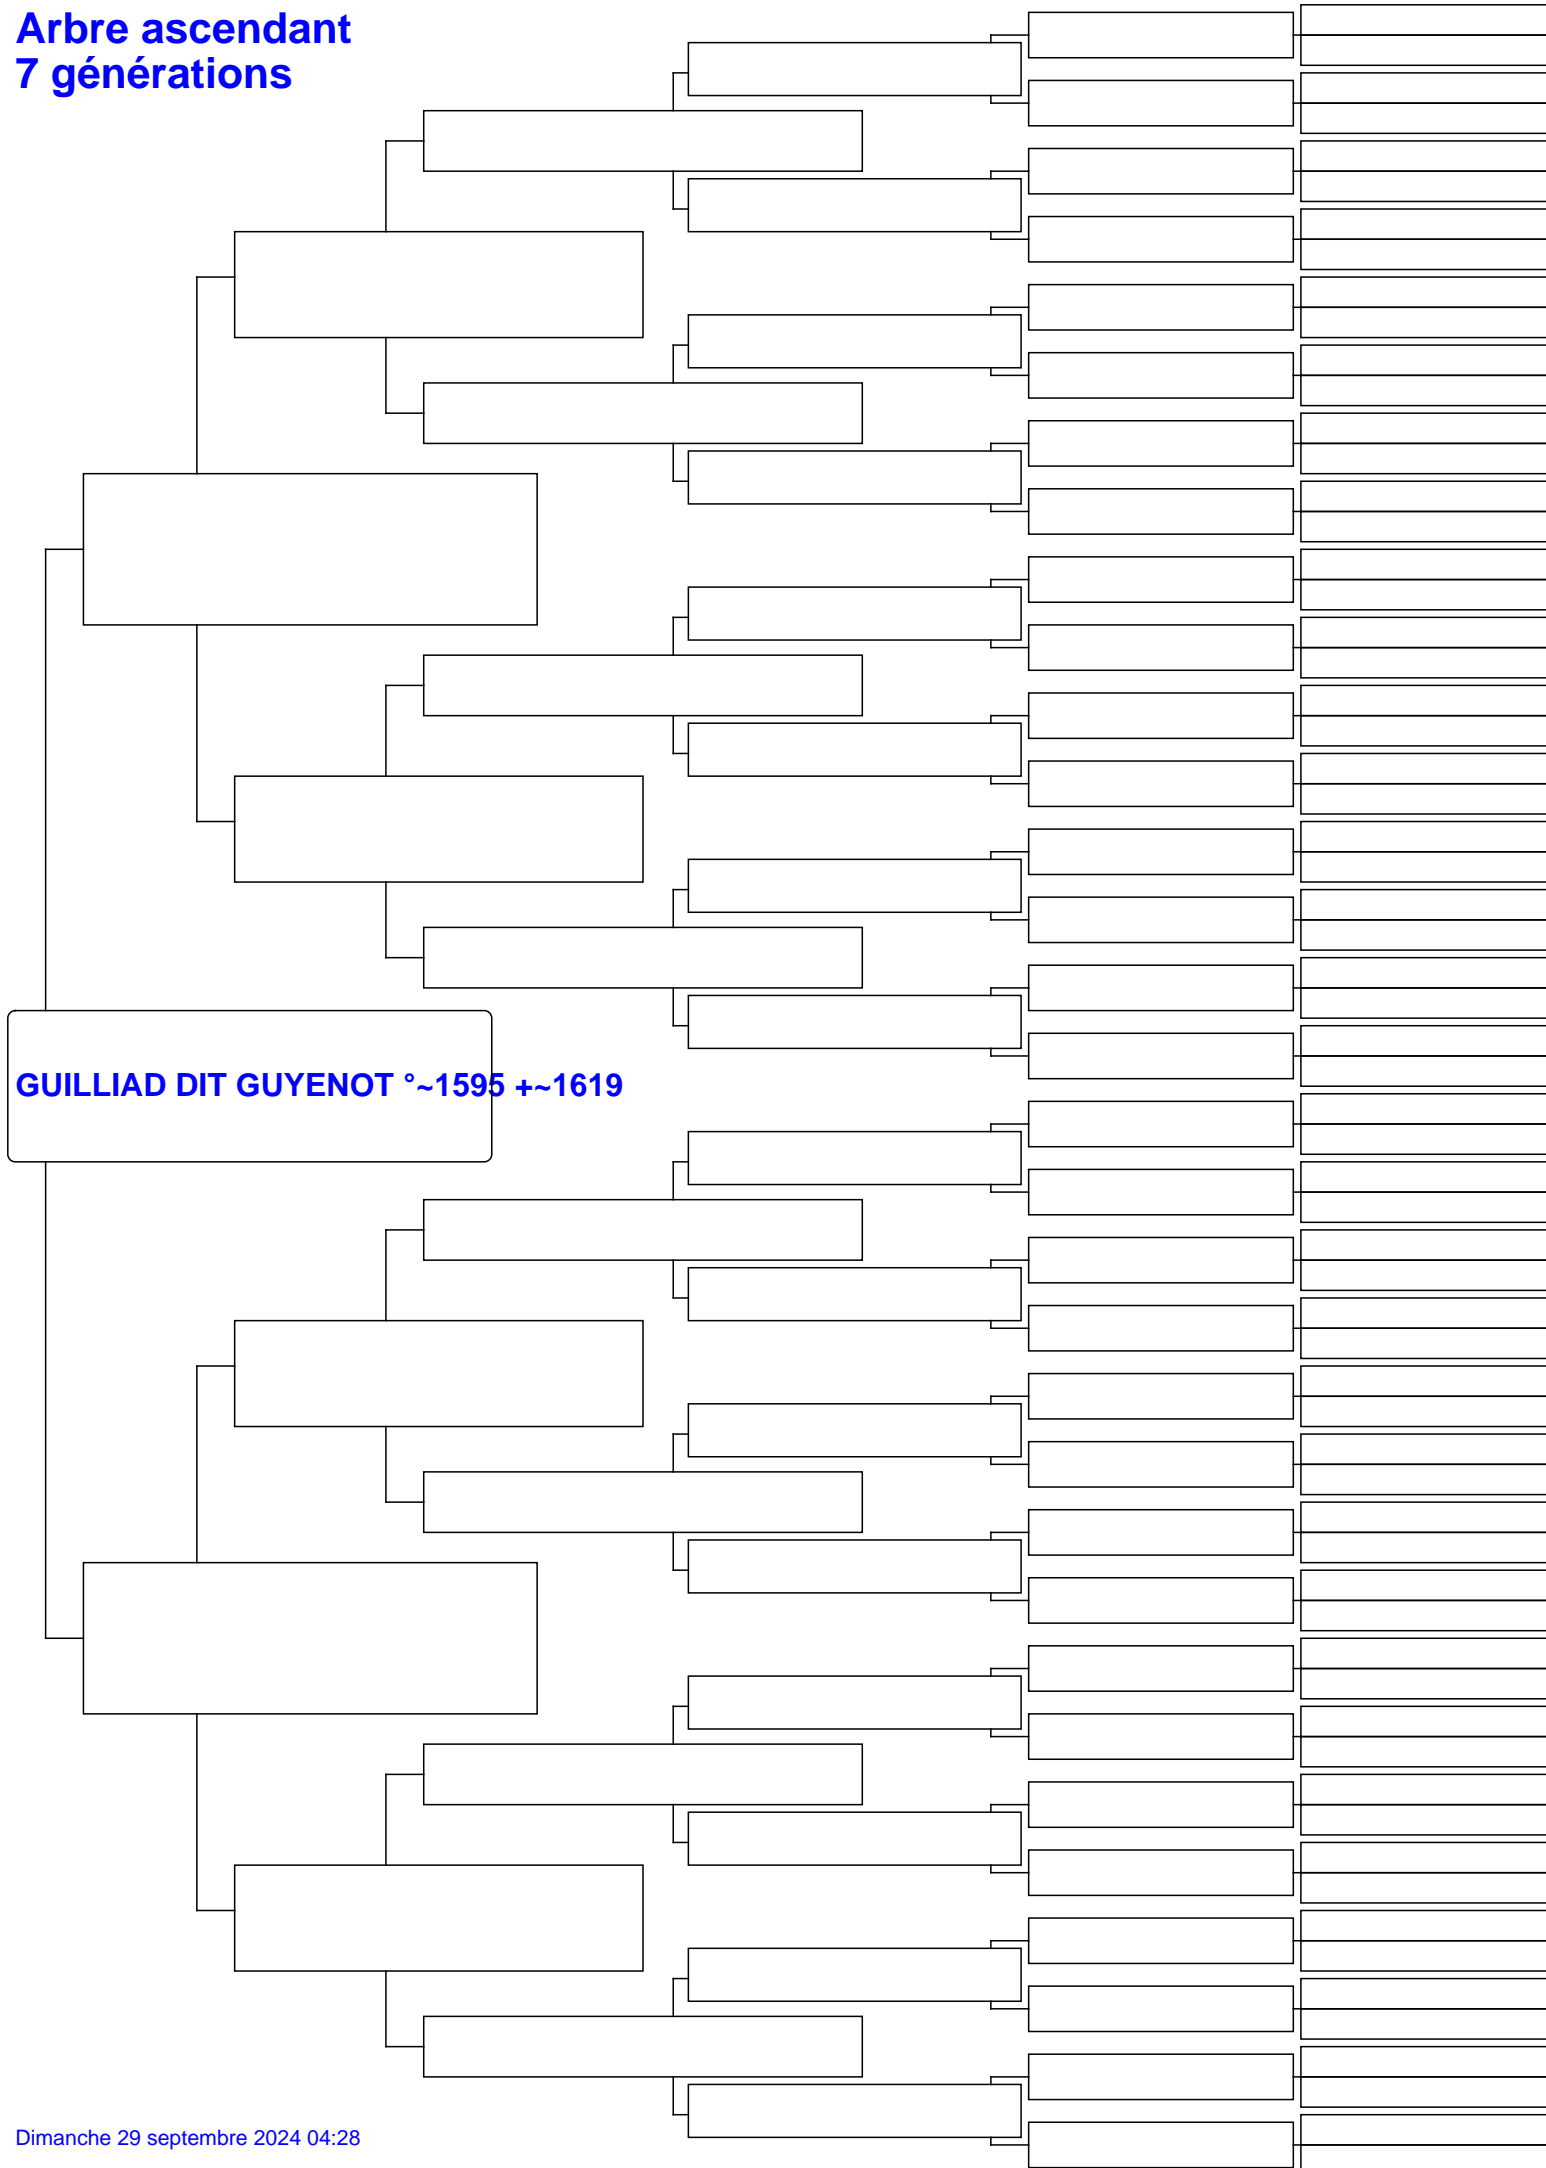 Arbre ascendant
7 générations
GUILLIAD DIT GUYENOT °~1595 +~1619
Dimanche 29 septembre 2024 04:28